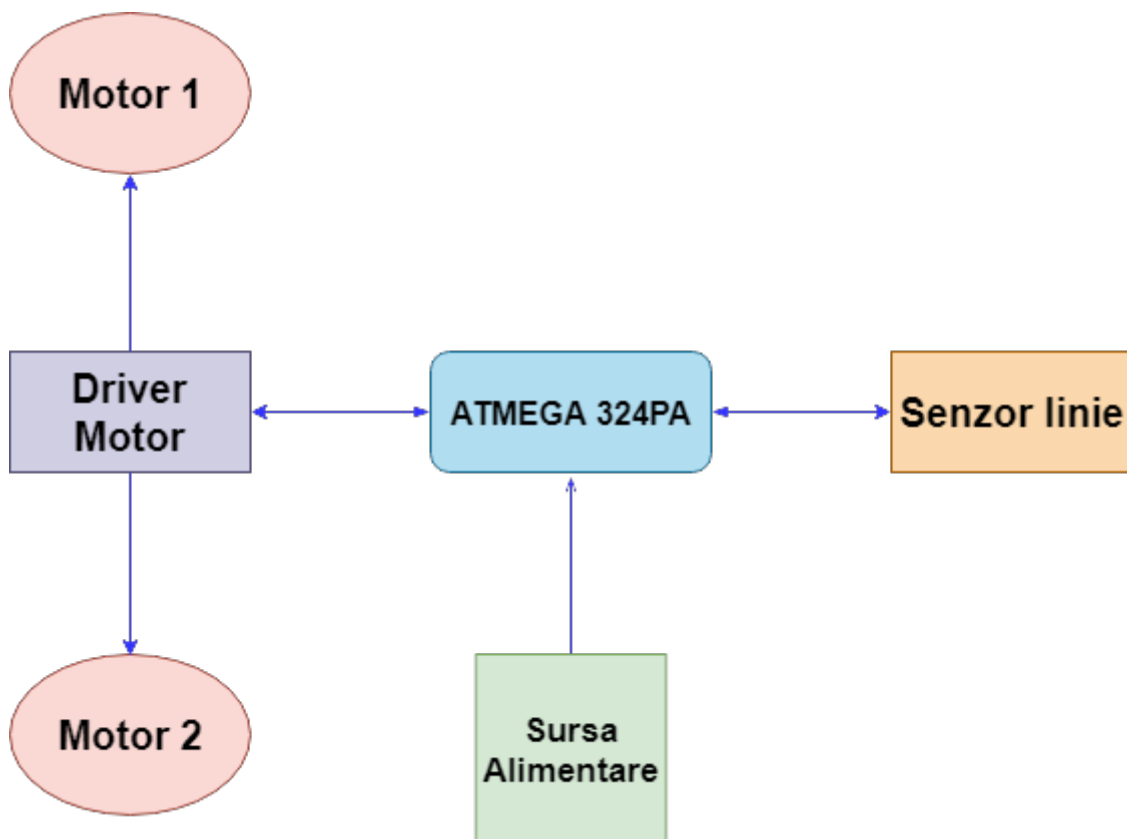 Motor 1
Driver
Motor
ATMEGA 324PA
Senzor linie
Motor 2
Sursa
Alimentare